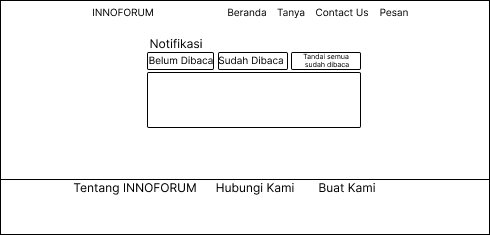 INNOFORUM Beranda Tanya Contact Us Pesan
Notifikasi
Belum Dibaca Sudah Dibaca Tandai semua
sudah dibaca
Tentang INNOFORUM Hubungi Kami Buat Kami